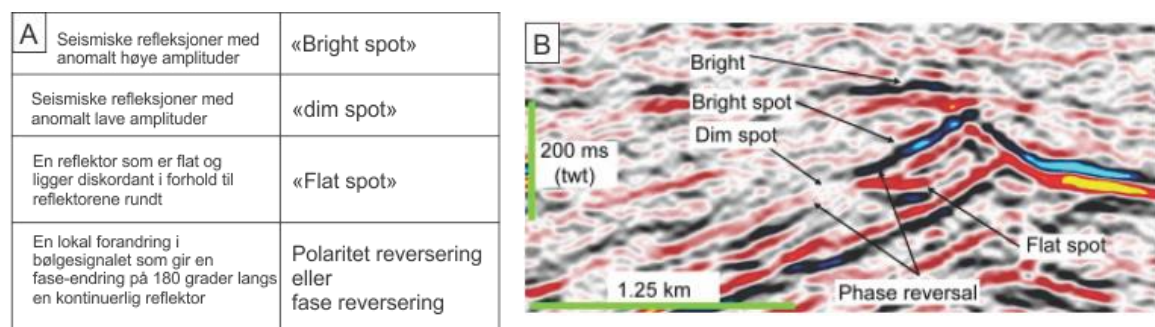 A
Seismiske refleksjoner med
anomalt høye amplituder
«Bright spot»
Seismiske refleksjoner med
anomalt lave amplituder
«dim spot»
En reflektor som er flat og
ligger diskordant i forhold til
reflektorene rundt
«Flat spot»
En lokal forandring i
bølgesignalet som gir en
fase-endring på 180 grader langs
en kontinuerlig reflektor
Polaritet reversering
eller
fase reversering
B
Bright
Bright spot
Dim spot
200 ms
(twt)
Flat spot
1.25 km
Phase reversal